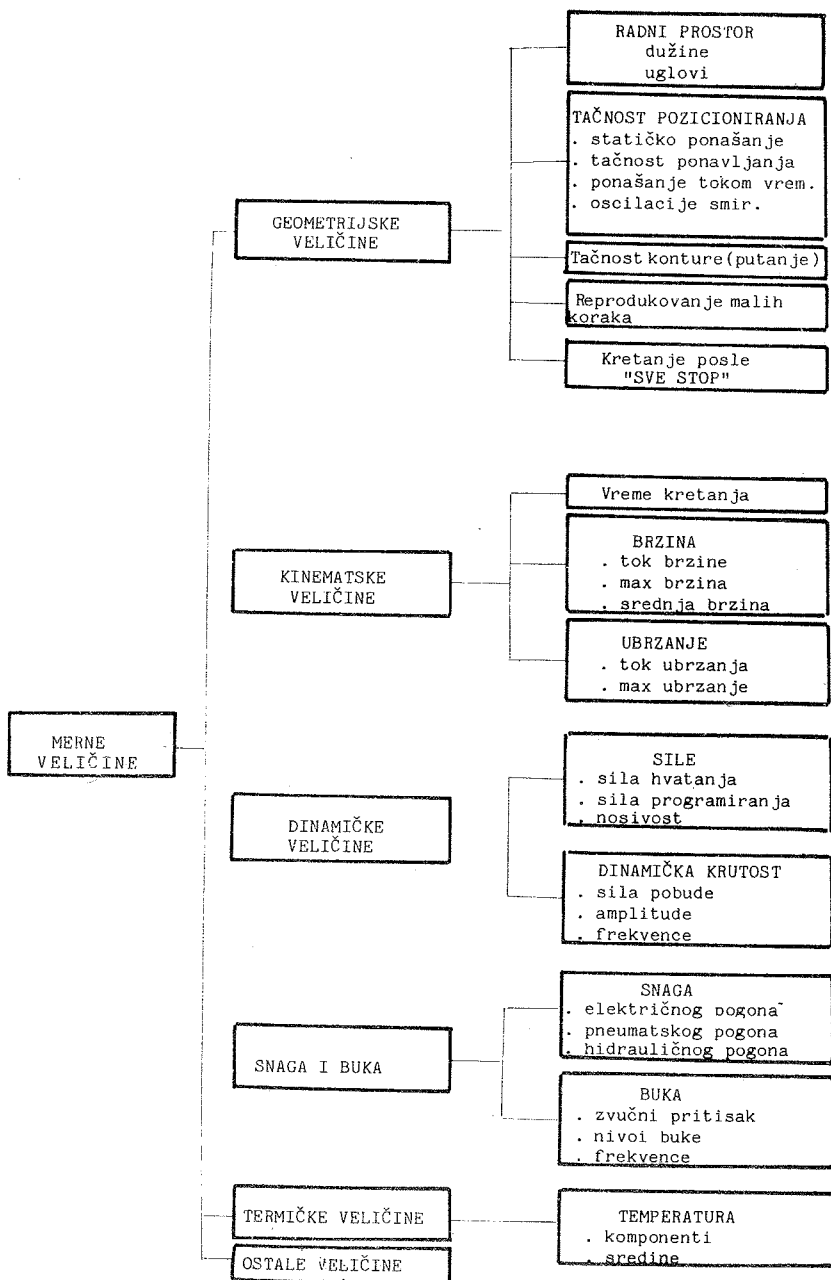 MERNE
VELIČINE
GEOMETRIJSKE
VELIČINE
RADNI PROSTOR
dužine
uglovi
TAČNOST POZICIONIRANJA
. statičko ponašanje
. tačnost ponavljanja
. ponašanje tokom vrem.
. oscilacije smir.
Tačnost konture(putanje)
Reprodukovanje malih
koraka
Kretanje posle
"SVE STOP"
KINEMATSKE
VELIČINE
Vreme kretanja
BRZINA
. tok brzine
. max brzina
. srednja brzina
UBRZANJE
. tok ubrzanja
. max ubrzanje
DINAMIČKE
VELIČINE
SILE
. sila hvatanja
. sila programiranja
. nosivost
DINAMIČKA KRUTOST
. sila pobude
. amplitude
. frekvence
SNAGA I BUKA
SNAGA
. električnog pogona
. pneumatskog pogona
. hidrauličnog pogona
BUKA
. zvučni pritisak
. nivoi buke
. frekvence
TERMIČKE VELIČINE
TEMPERATURA
. komponenti
. sredine
OSTALE VELIČINE